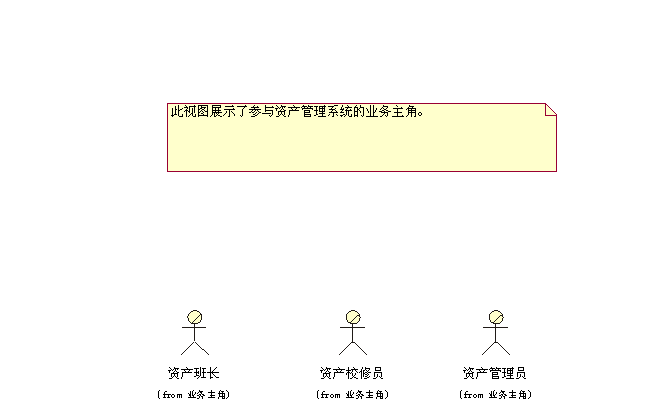 此视图展示了参与资产管理系统的业务主角。
资产班长
资产校修员
资产管理员
(from 业务主角)
(from 业务主角)
(from 业务主角)